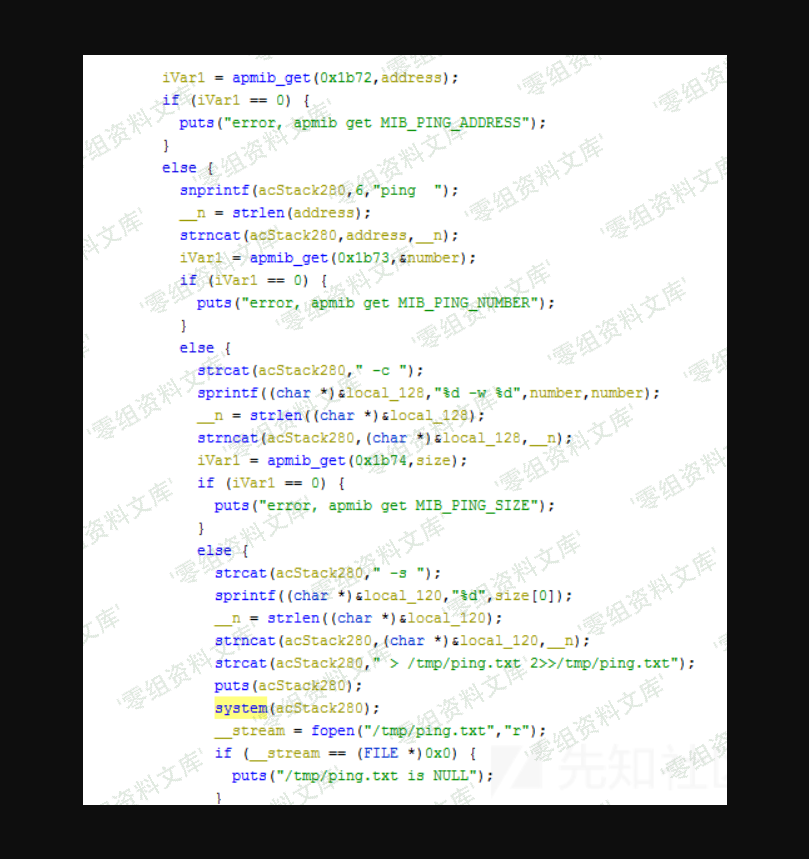 iVar1 = apmib_get(0x1b72,address);
if (iVar1 == 0) {
puts("error, apmib get MIB_PING_ADDRESS");
}
else {
snprintf(acStack280,6,"ping  ");
__n = strlen(address);
strncat(acStack280,address,__n);
iVar1 = apmib_get(0x1b73,&number);
if (iVar1 == 0) {
puts("error, apmib get MIB_PING_NUMBER");
}
else {
strcat(acStack280," -c ");
sprintf((char *)&local_128,"%d -w %d",number,number);
__n = strlen((char *)&local_128);
strncat(acStack280,(char *)&local_128,__n);
iVar1 = apmib_get(0x1b74,size);
if (iVar1 == 0) {
puts("error, apmib get MIB_PING_SIZE");
}
else {
strcat(acStack280," -s ");
sprintf((char *)&local_120,"%d",size[0]);
__n = strlen((char *)&local_120);
strncat(acStack280,(char *)&local_120,__n);
strcat(acStack280," > /tmp/ping.txt 2>>/tmp/ping.txt");
puts(acStack280);
system(acStack280);
__stream = fopen("/tmp/ping.txt","r");
if (__stream == (FILE *)0x0) {
puts("/tmp/ping.txt is NULL");
}
零组资料文库
先知社区